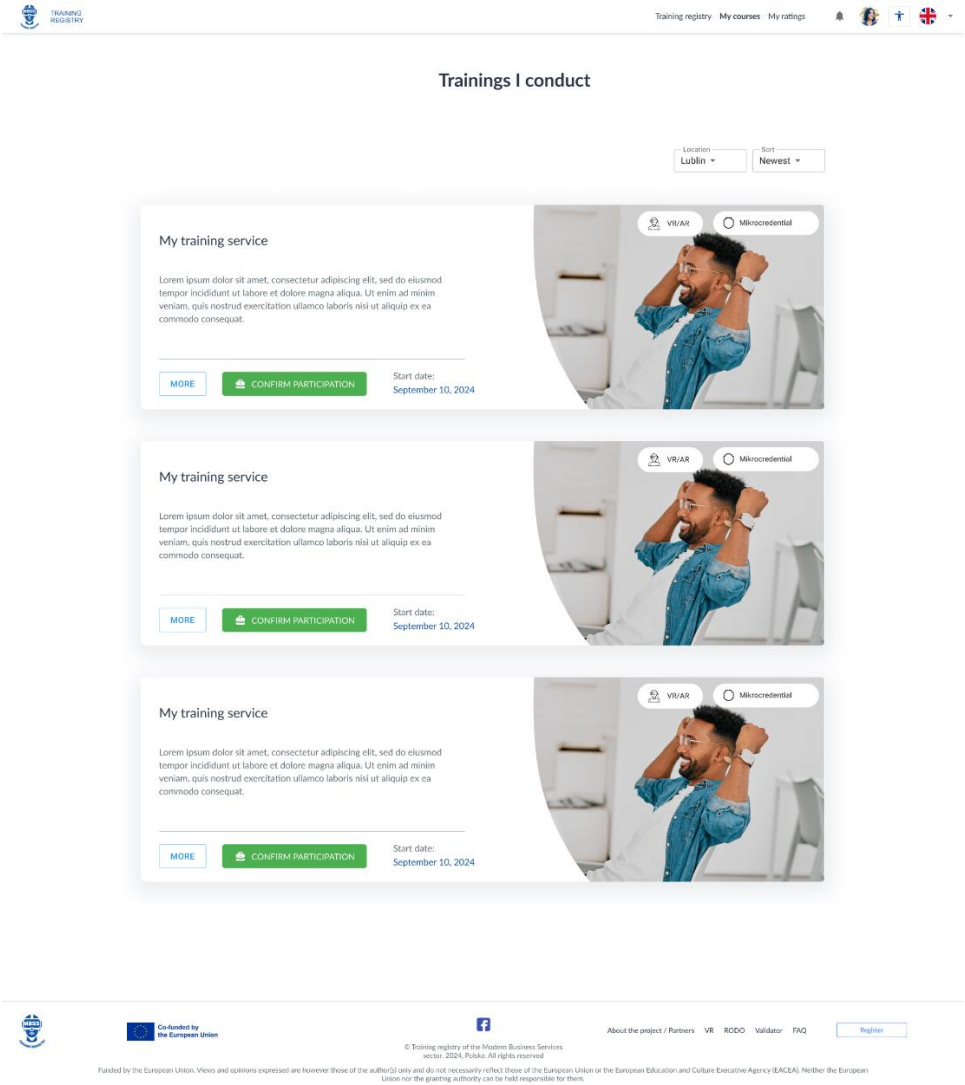 MBSS
TRAINING
REGISTRY
Training registry My courses My ratings
Trainings I conduct
Location
Lublin
Sort
Newest
VR/AR
Mikrocredential
My training service
Lorem ipsum dolor sit amet, consectetur adipiscing elit, sed do eiusmod
tempor incididunt ut labore et dolore magna aliqua. Ut enim ad minim
veniam, quis nostrud exercitation ullamco laboris nisi ut aliquip ex ea
commodo consequat.
MORE
CONFIRM PARTICIPATION
Start date:
September 10, 2024
VR/AR
Mikrocredential
My training service
Lorem ipsum dolor sit amet, consectetur adipiscing elit, sed do eiusmod
tempor incididunt ut labore et dolore magna aliqua. Ut enim ad minim
veniam, quis nostrud exercitation ullamco laboris nisi ut aliquip ex ea
commodo consequat.
MORE
CONFIRM PARTICIPATION
Start date:
September 10, 2024
VR/AR
Mikrocredential
My training service
Lorem ipsum dolor sit amet, consectetur adipiscing elit, sed do eiusmod
tempor incididunt ut labore et dolore magna aliqua. Ut enim ad minim
veniam, quis nostrud exercitation ullamco laboris nisi ut aliquip ex ea
commodo consequat.
MORE
CONFIRM PARTICIPATION
Start date:
September 10, 2024
MBSS
Co-funded by
the European Union
© Training registry of the Modern Business Services
sector, 2024, Polska. All rights reserved
About the project / Partners VR RODO Validator FAQ
Register
Funded by the European Union. Views and opinions expressed are however those of the author(s) only and do not necessarily reflect those of the European Union or the European Education and Culture Executive Agency (EACEA). Neither the European
Union nor the granting authority can be held responsible for them.